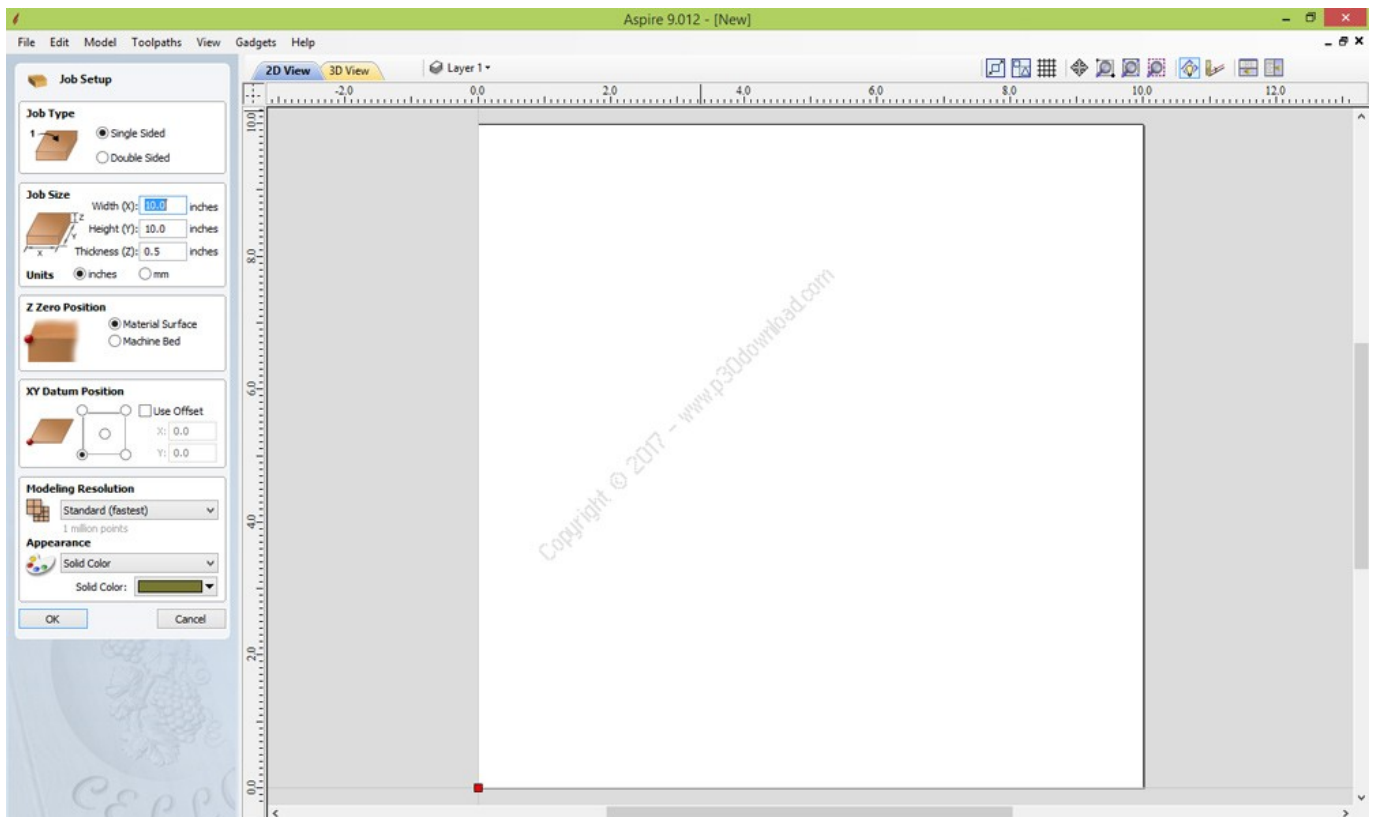 Aspire 9.012 - [New]
File Edit Model Toolpaths View Gadgets Help
Job Setup
Job Type
1
Single Sided
Double Sided
Job Size
Width (X): 10.0 inches
Z
Height (Y): 10.0 inches
Y
X
Thickness (Z): 0.5 inches
Units inches mm
Z Zero Position
Material Surface
Machine Bed
XY Datum Position
Use Offset
X: 0.0
Y: 0.0
Modeling Resolution
Standard (fastest)
1 million points
Appearance
Solid Color
Solid Color:
OK Cancel
2D View 3D View Layer 1
-2.0 0.0 2.0 4.0 6.0 8.0 10.0 12.0
10.0
8.0
6.0
4.0
2.0
0.0
Copyright © 2017 - www.p30download.com